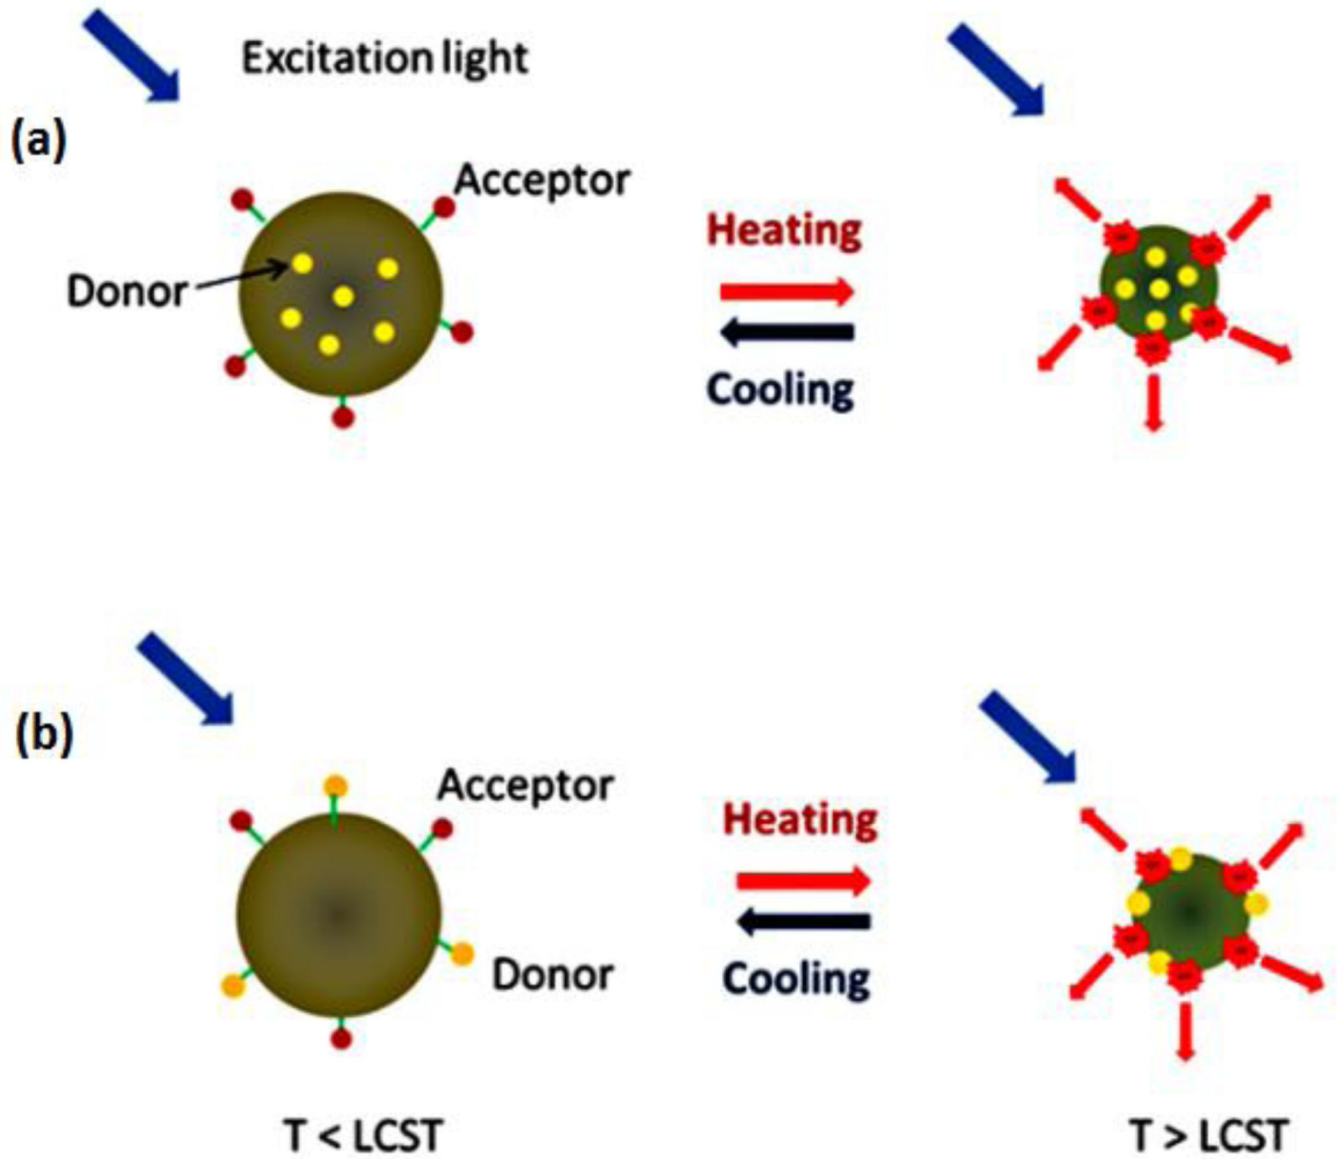 Excitation light
(a)
Acceptor
Donor
Heating
Cooling
(b)
Acceptor
Donor
Heating
Cooling
T < LCST
T > LCST